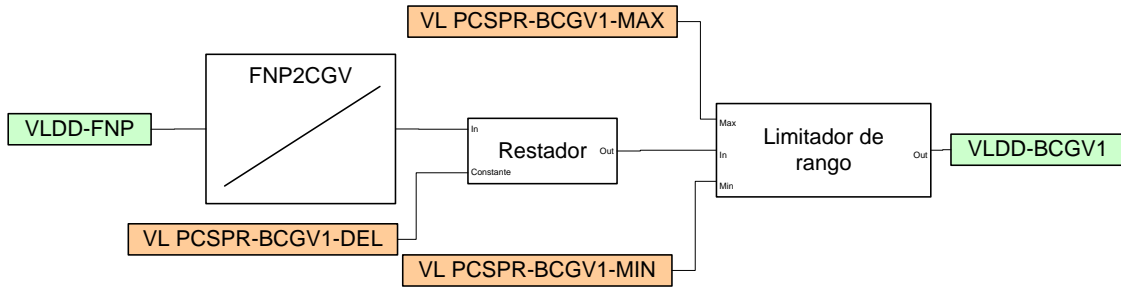 VL PCSPR-BCGV1-MAX
FNP2CGV
VLDD-FNP
In
Restador
Out
Constante
Max
In
Min
Limitador de
rango
Out
VLDD-BCGV1
VL PCSPR-BCGV1-DEL
VL PCSPR-BCGV1-MIN